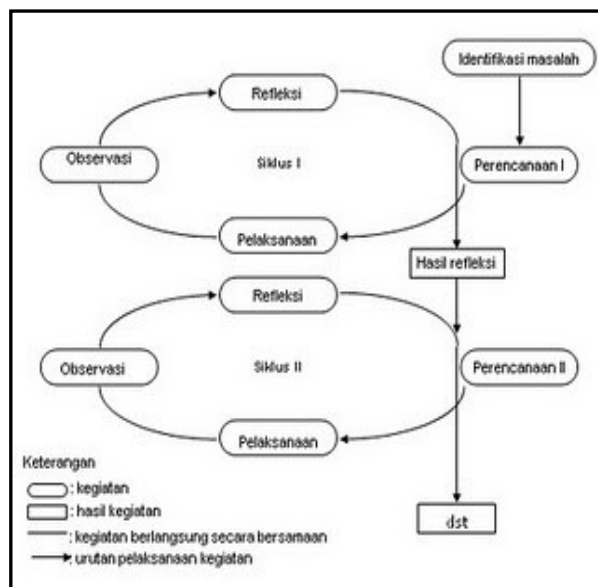 Identifikasi masalah
Refleksi
Observasi
Siklus I
Perencanaan I
Pelaksanaan
Hasil refleksi
Refleksi
Observasi
Siklus II
Perencanaan II
Pelaksanaan
Keterangan
: kegiatan
: hasil kegiatan
: kegiatan berlangsung secara bersamaan
: urutan pelaksanaan kegiatan
dst